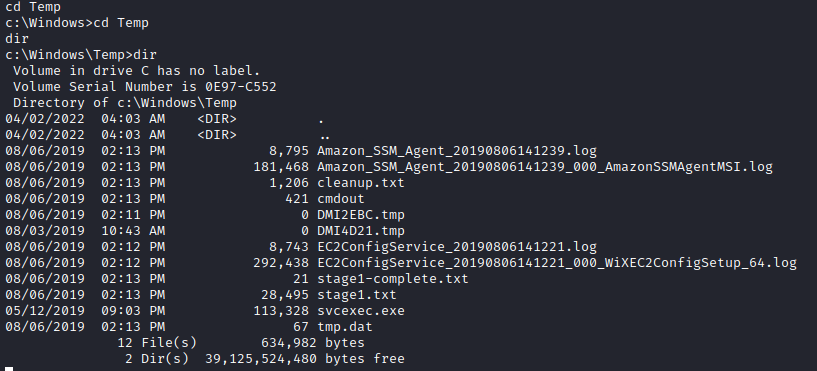 cd Temp
c:\Windows>cd Temp
dir
c:\Windows\Temp>dir
 Volume in drive C has no label.
 Volume Serial Number is 0E97-C552
 Directory of c:\Windows\Temp
04/02/2022  04:03 AM    <DIR>          .
04/02/2022  04:03 AM    <DIR>          ..
08/06/2019  02:13 PM             8,795 Amazon_SSM_Agent_20190806141239.log
08/06/2019  02:13 PM           181,468 Amazon_SSM_Agent_20190806141239_000_AmazonSSMAgentMSI.log
08/06/2019  02:13 PM             1,206 cleanup.txt
08/06/2019  02:13 PM               421 cmdout
08/06/2019  02:11 PM                 0 DMI2EBC.tmp
08/03/2019  10:43 AM                 0 DMI4D21.tmp
08/06/2019  02:12 PM             8,743 EC2ConfigService_20190806141221.log
08/06/2019  02:12 PM           292,438 EC2ConfigService_20190806141221_000_WiXEC2ConfigSetup_64.log
08/06/2019  02:13 PM                21 stage1-complete.txt
08/06/2019  02:13 PM            28,495 stage1.txt
05/12/2019  09:03 PM           113,328 svcexec.exe
08/06/2019  02:13 PM                67 tmp.dat
              12 File(s)        634,982 bytes
               2 Dir(s)  39,125,524,480 bytes free